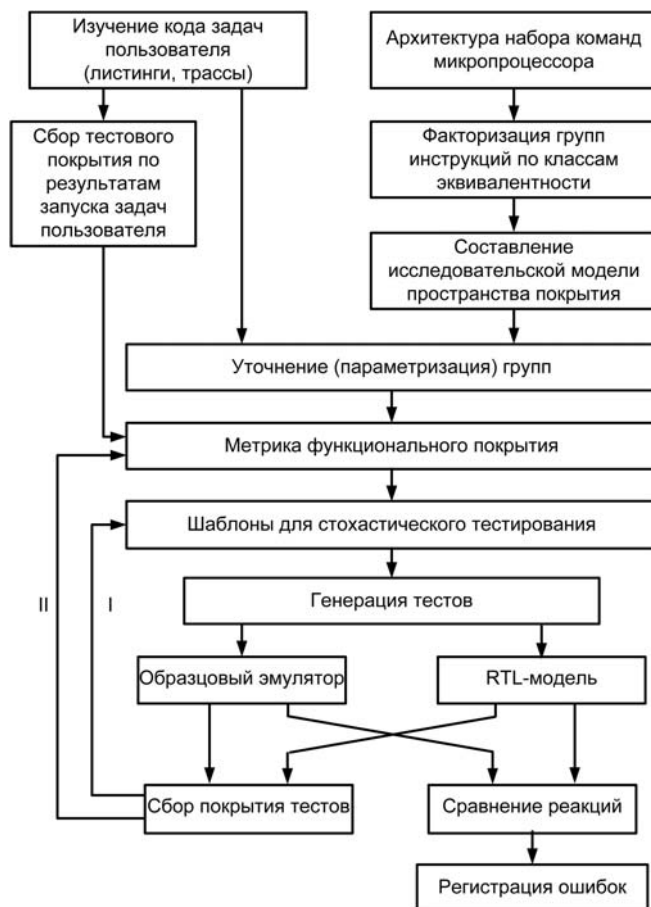 Изучение кода задач
пользователя
(листинги, трассы)
Архитектура набора команд
микропроцессора
Сбор тестового
покрытия по
результатам
запуска задач
пользователя
Факторизация групп
инструкций по классам
эквивалентности
Составление
исследовательской модели
пространства покрытия
Уточнение (параметризация) групп
Метрика функционального покрытия
Шаблоны для стохастического тестирования
II
I
Генерация тестов
Образцовый эмулятор
RTL-модель
Сбор покрытия тестов
Сравнение реакций
Регистрация ошибок